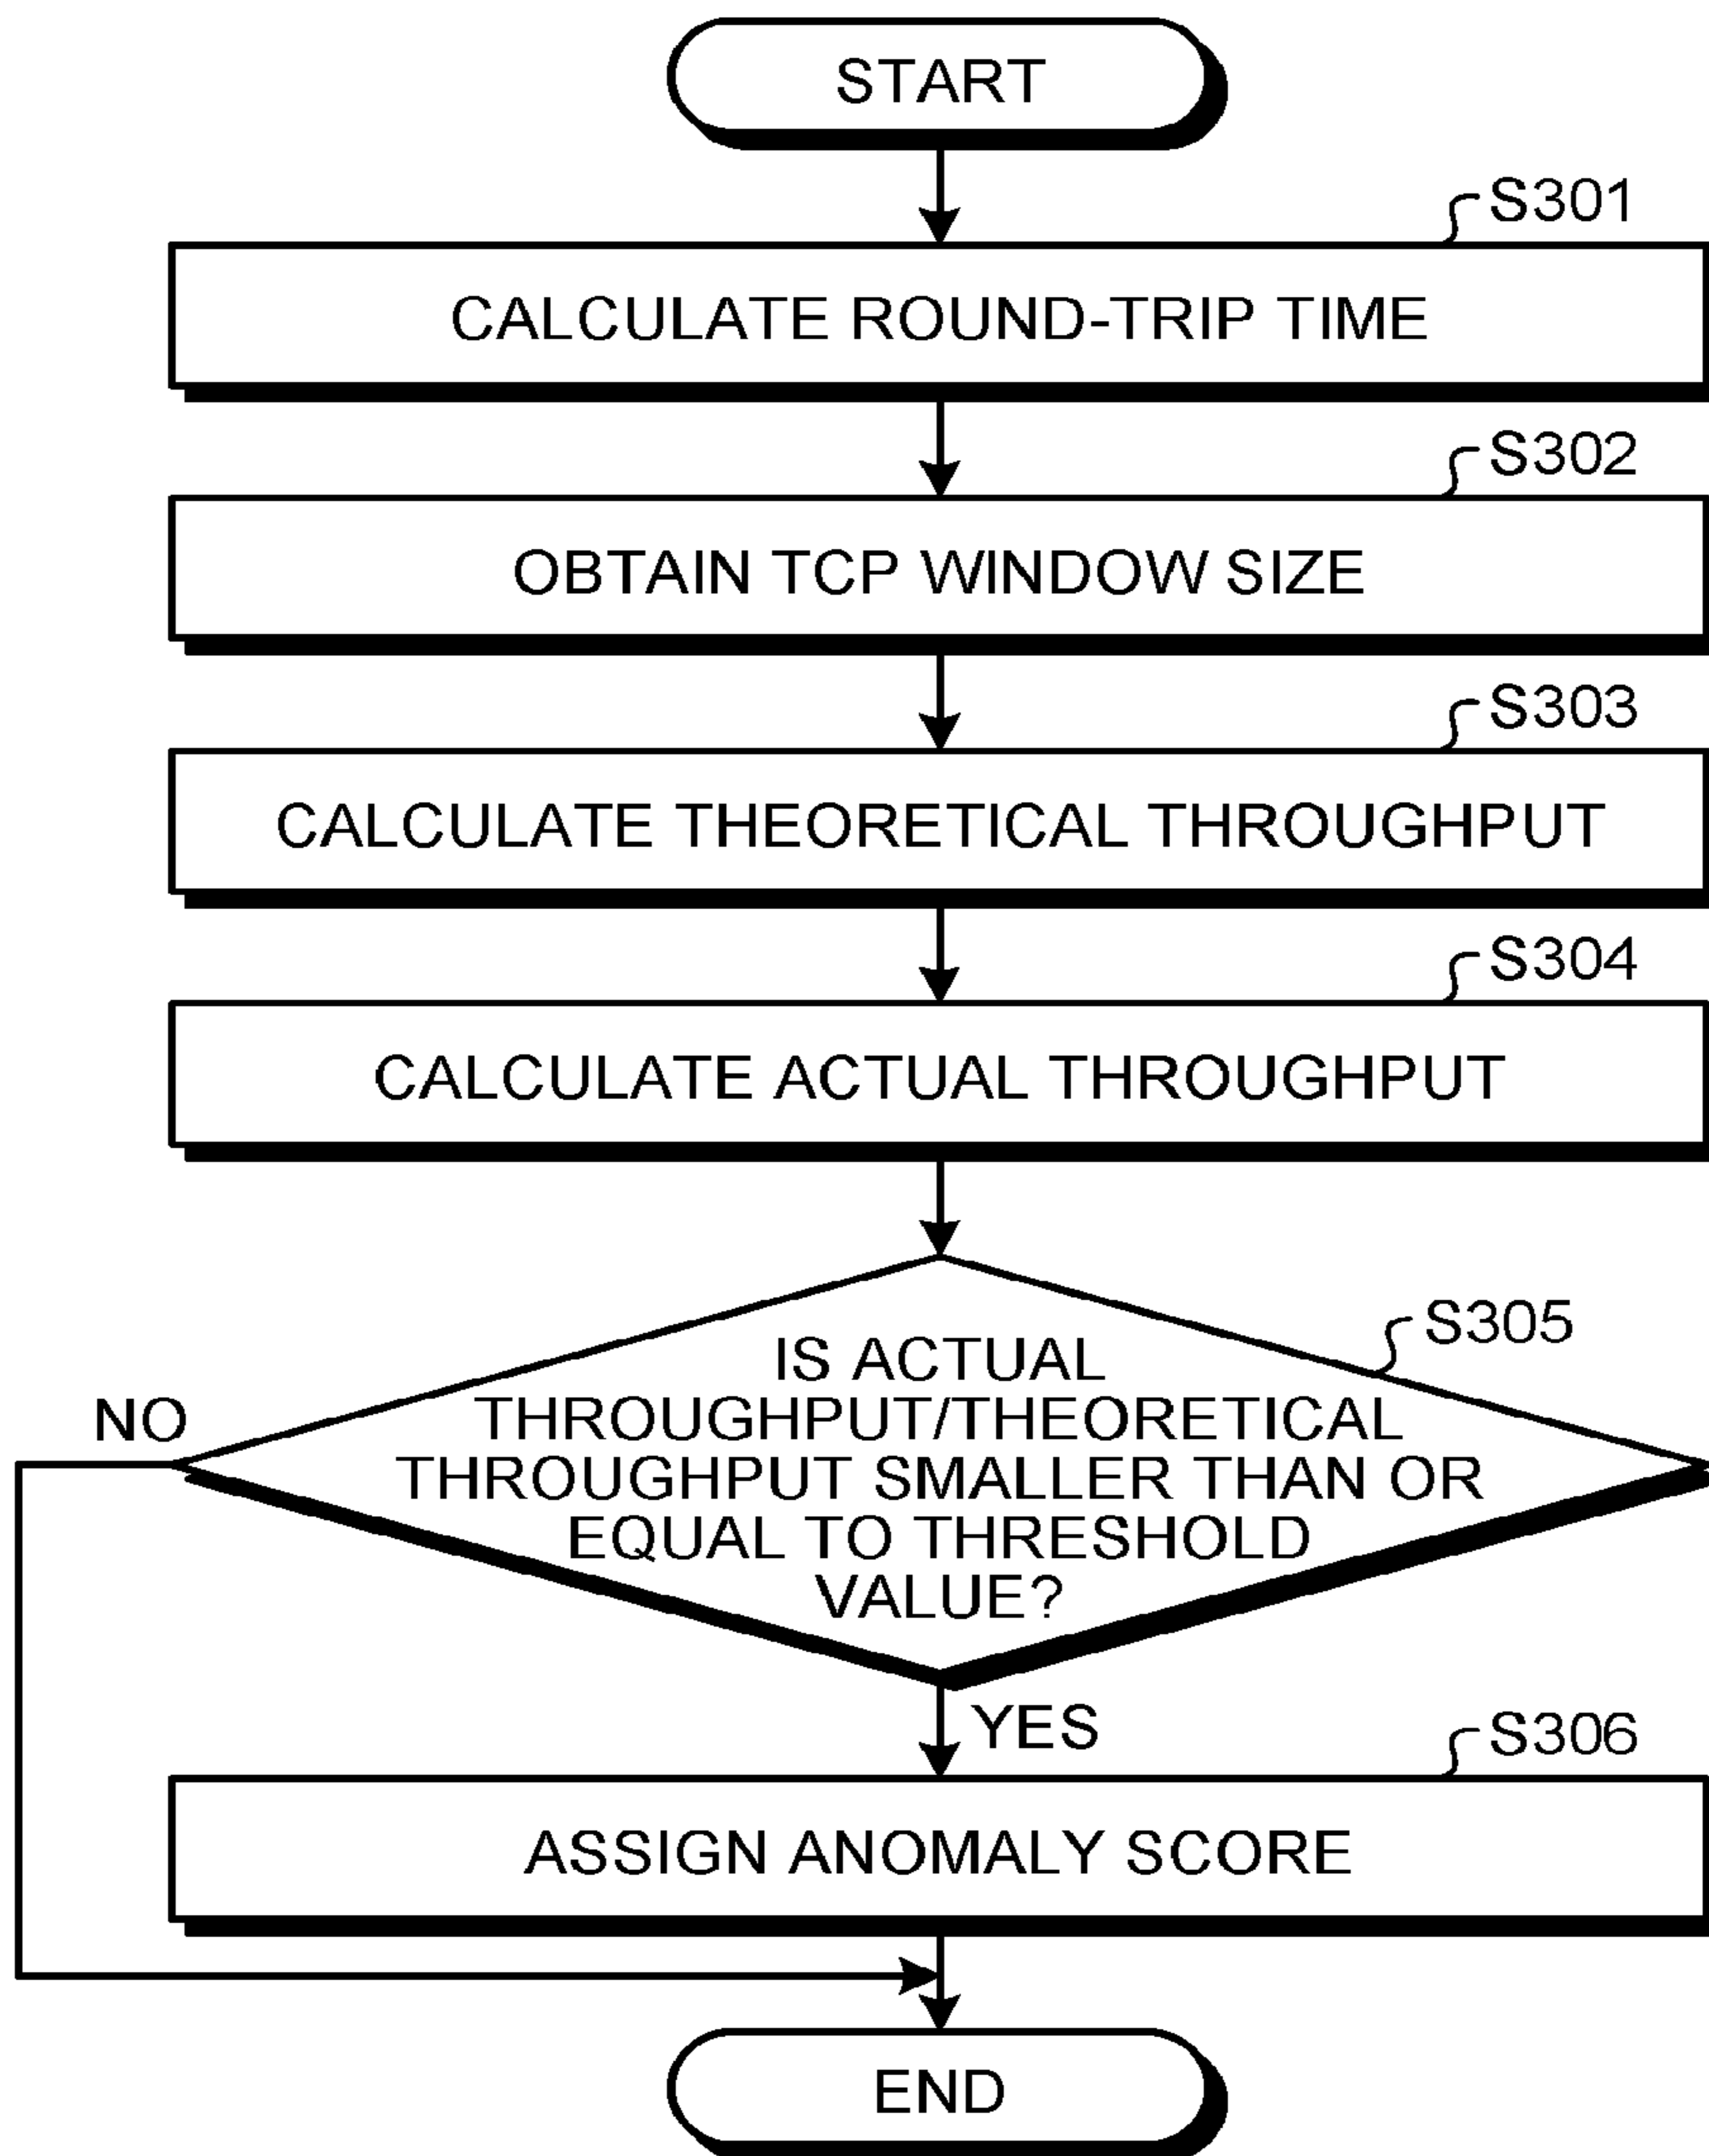 START
S301
CALCULATE ROUND-TRIP TIME
S302
OBTAIN TCP WINDOW SIZE
S303
CALCULATE THEORETICAL THROUGHPUT
S304
CALCULATE ACTUAL THROUGHPUT
S305
IS ACTUAL
THROUGHPUT/THEORETICAL
THROUGHPUT SMALLER THAN OR
EQUAL TO THRESHOLD
VALUE?
NO
YES
S306
ASSIGN ANOMALY SCORE
END